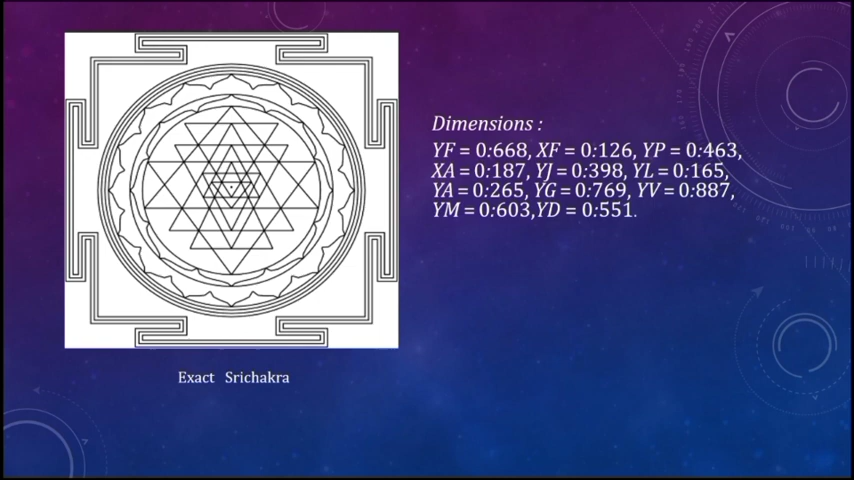 Dimensions :
YF = 0:668, XF = 0:126, YP = 0:463,
XA = 0:187, YJ = 0:398, YL = 0:165,
YA = 0:265, YG = 0:769, YV = 0:887,
YM = 0:603,YD = 0:551.
Exact Srichakra